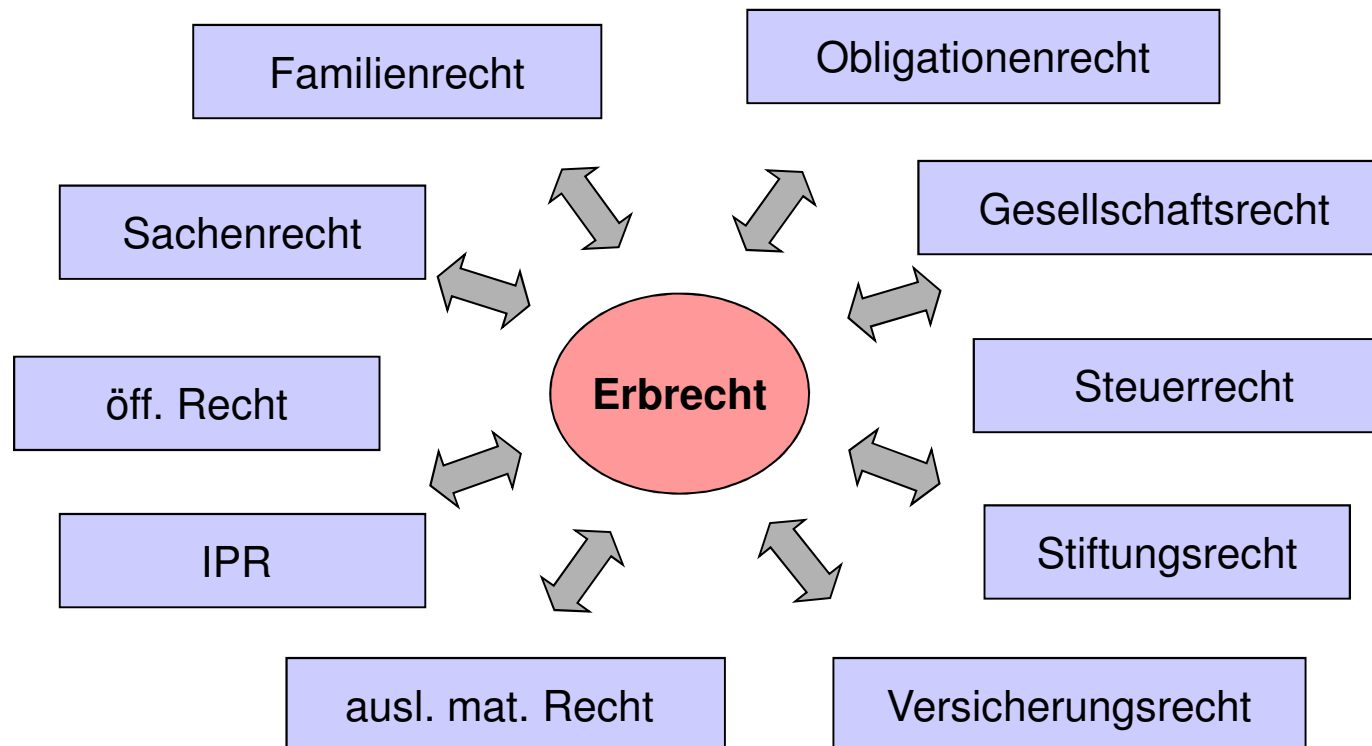 Familienrecht
Obligationenrecht
Sachenrecht
Gesellschaftsrecht
öff. Recht
Erbrecht
Steuerrecht
IPR
Stiftungsrecht
ausl. mat. Recht
Versicherungsrecht